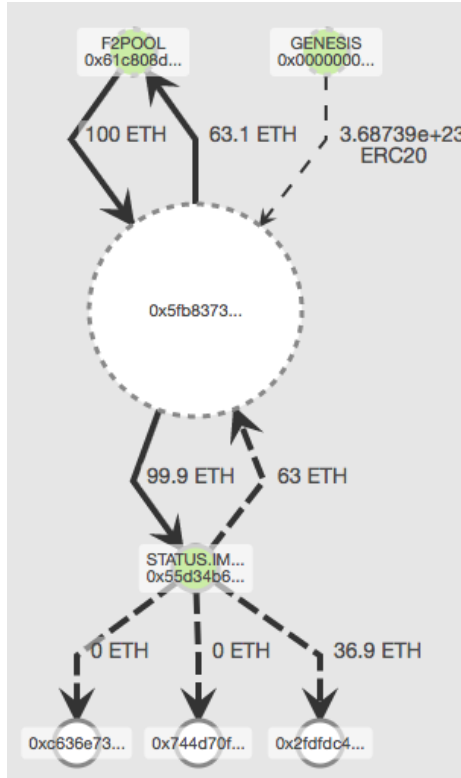 F2POOL
0x61c808d...
GENESIS
0x0000000...
100 ETH
63.1 ETH
3.68739e+23
ERC20
0x5fb8373...
99.9 ETH
63 ETH
STATUS.IM...
0x55d34b6...
0 ETH
0 ETH
36.9 ETH
0xc636e73...
0x744d70f...
0x2fdfdc4...